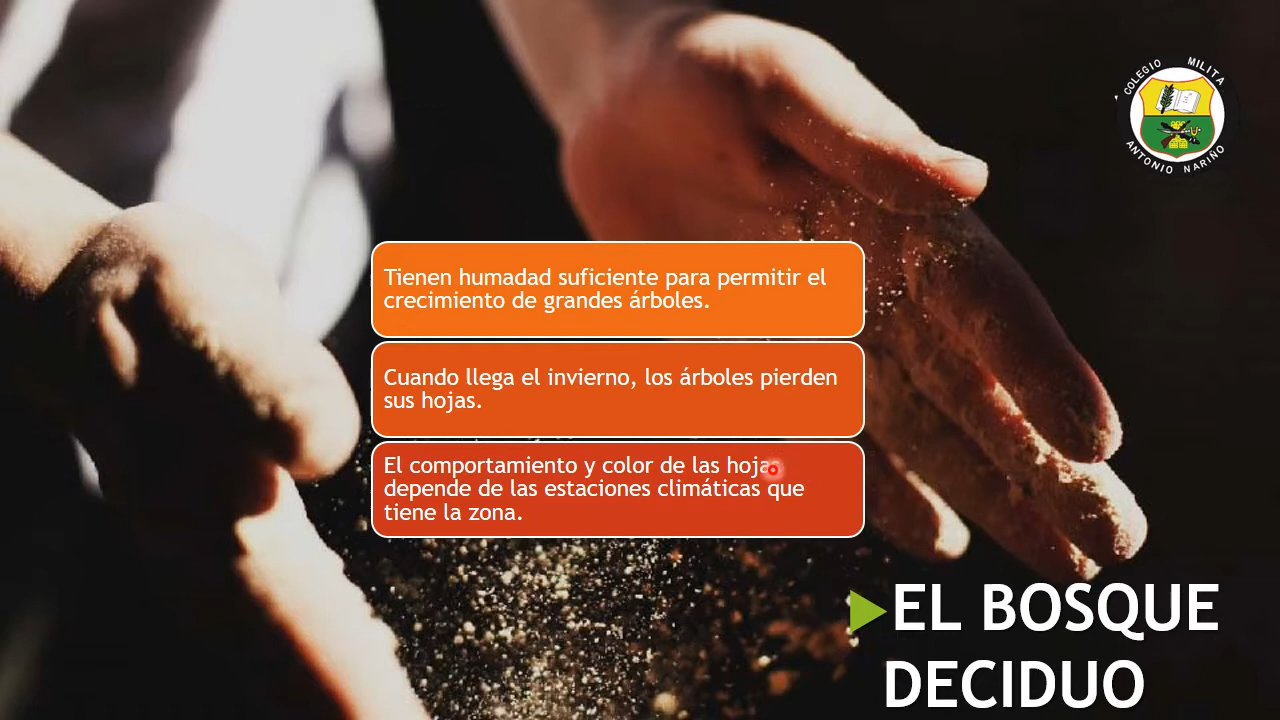 COLEGIO MILITA
ANTONIO NARIÑO
Tienen humadad suficiente para permitir el
crecimiento de grandes árboles.
Cuando llega el invierno, los árboles pierden
sus hojas.
El comportamiento y color de las hojas
depende de las estaciones climáticas que
tiene la zona.
EL BOSQUE
DECIDUO